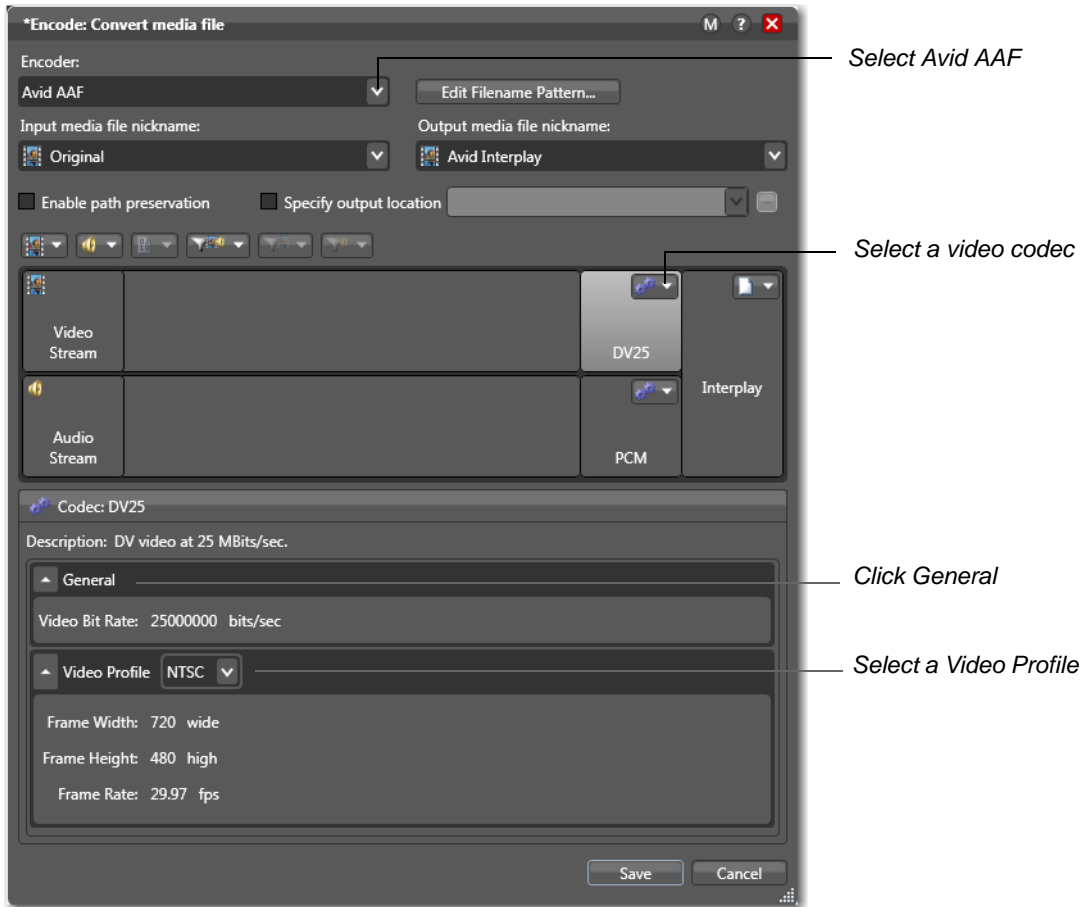 *Encode: Convert media file
M ?
Encoder:
Select Avid AAF
Avid AAF
Edit Filename Pattern...
Input media file nickname:
Output media file nickname:
Original
Avid Interplay
Enable path preservation
Specify output location
Select a video codec
Video
Stream
DV25
Interplay
Audio
Stream
PCM
Codec: DV25
Description: DV video at 25 MBits/sec.
General
Click General
Video Bit Rate: 25000000 bits/sec
Video Profile NTSC
Select a Video Profile
Frame Width: 720 wide
Frame Height: 480 high
Frame Rate: 29.97 fps
Save
Cancel